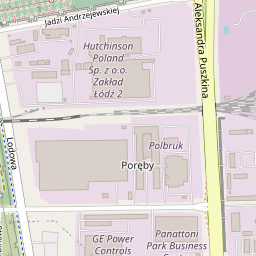 Jadzi Andrzejewskiej
Aleksandra Puszkina
Hutchinson
Poland
Sp. z o.o.
Zakład
Łódź 2
Lodowa
Polbruk
Poręby
GE Power
Controls
Panattoni
Park Business